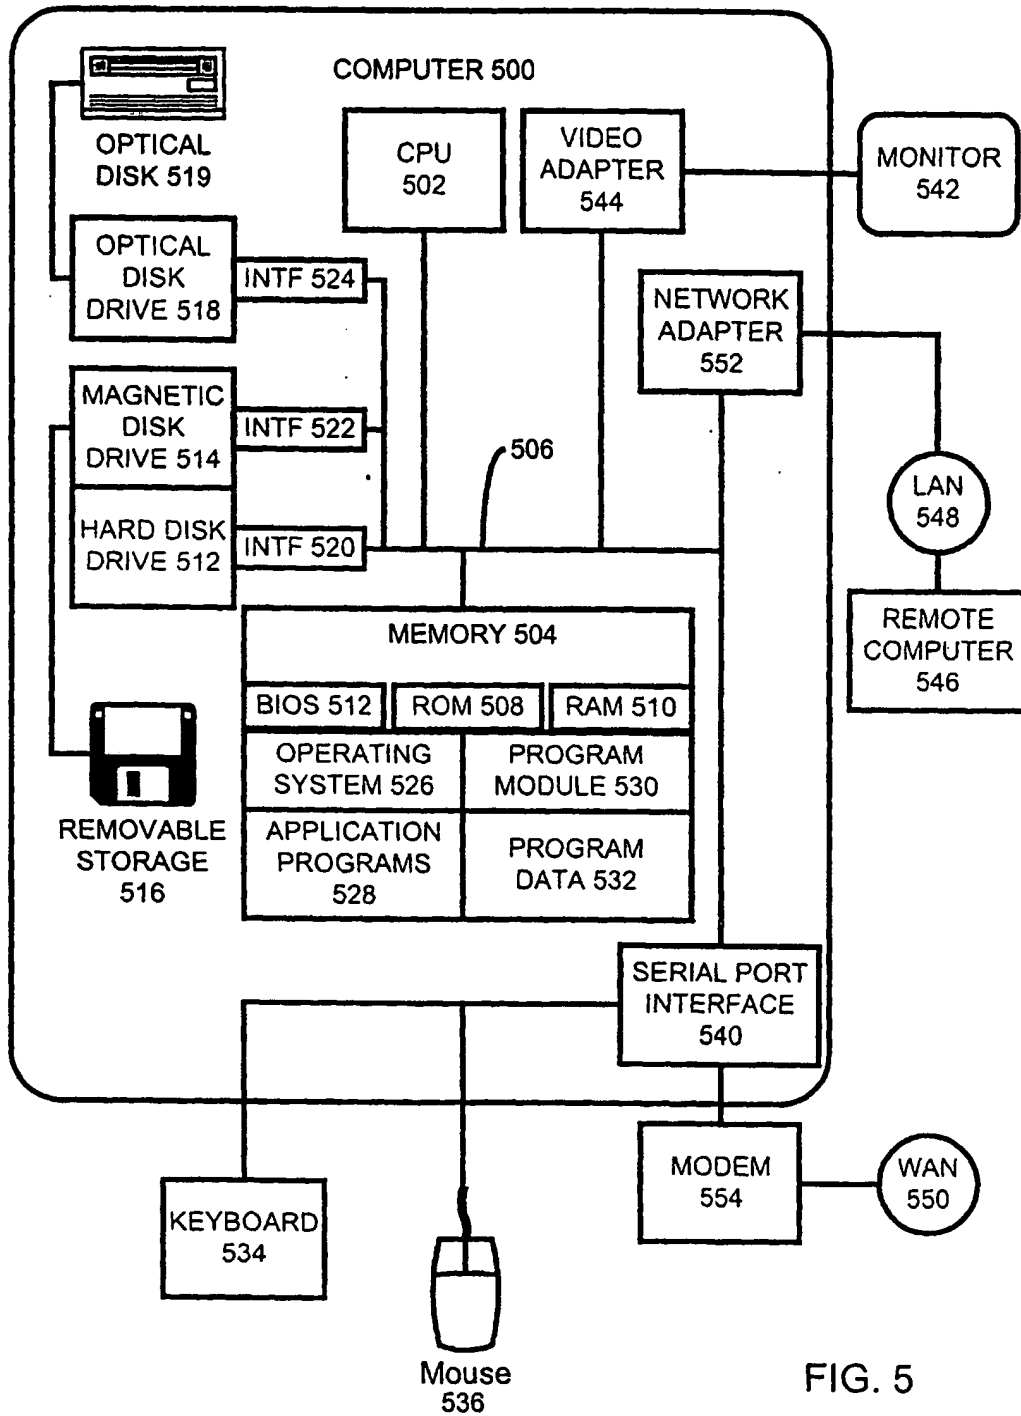 COMPUTER 500
OPTICAL
DISK 519
CPU
502
VIDEO
ADAPTER
544
MONITOR
542
OPTICAL
DISK
DRIVE 518
INTF 524
NETWORK
ADAPTER
552
MAGNETIC
DISK
DRIVE 514
INTF 522
506
LAN
548
HARD DISK
DRIVE 512
INTF 520
REMOTE
COMPUTER
546
MEMORY 504
BIOS 512
ROM 508
RAM 510
OPERATING
SYSTEM 526
PROGRAM
MODULE 530
REMOVABLE
STORAGE
516
APPLICATION
PROGRAMS
528
PROGRAM
DATA 532
SERIAL PORT
INTERFACE
540
MODEM
554
WAN
550
KEYBOARD
534
Mouse
536
FIG. 5